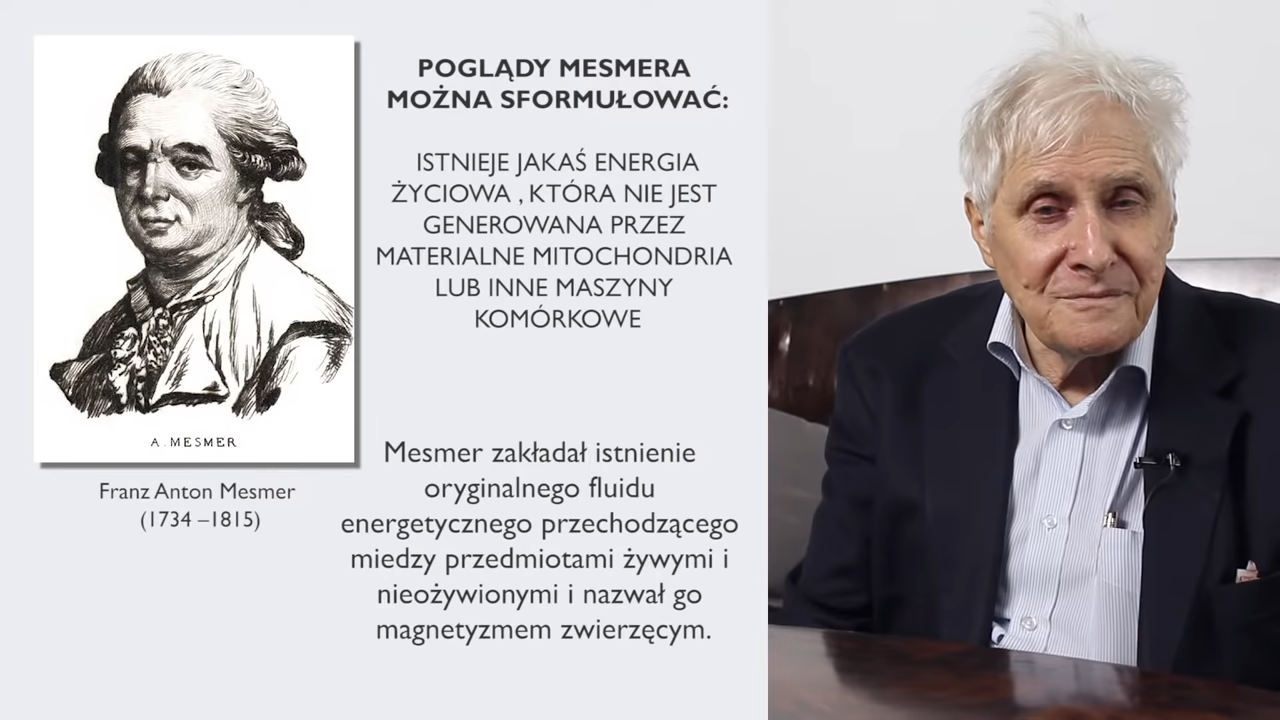 POGLĄDY MESMERA
MOŻNA SFORMUŁOWAĆ:
ISTNIEJE JAKAŚ ENERGIA
ŻYCIOWA , KTÓRA NIE JEST
GENEROWANA PRZEZ
MATERIALNE MITOCHONDRIA
LUB INNE MASZYNY
KOMÓRKOWE
A . MESMER
Franz Anton Mesmer
(1734 –1815)
Mesmer zakładał istnienie
oryginalnego fluidu
energetycznego przechodzącego
miedzy przedmiotami żywymi i
nieożywionymi i nazwał go
magnetyzmem zwierzęcym.